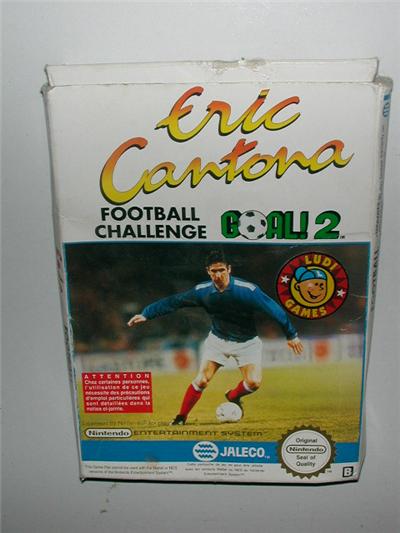 Eric
Cantona
FOOTBALL
CHALLENGE
GOAL! 2
LUDI
GAMES
ATTENTION
Chez certaines personnes,
l'utilisation de ce jeu
nécessite des précautions
d'emploi particulières qui
sont détaillées dans la
notice ci-jointe.
Nintendo ENTERTAINMENT SYSTEM
JALECO
Original
Nintendo
Seal of
Quality
B